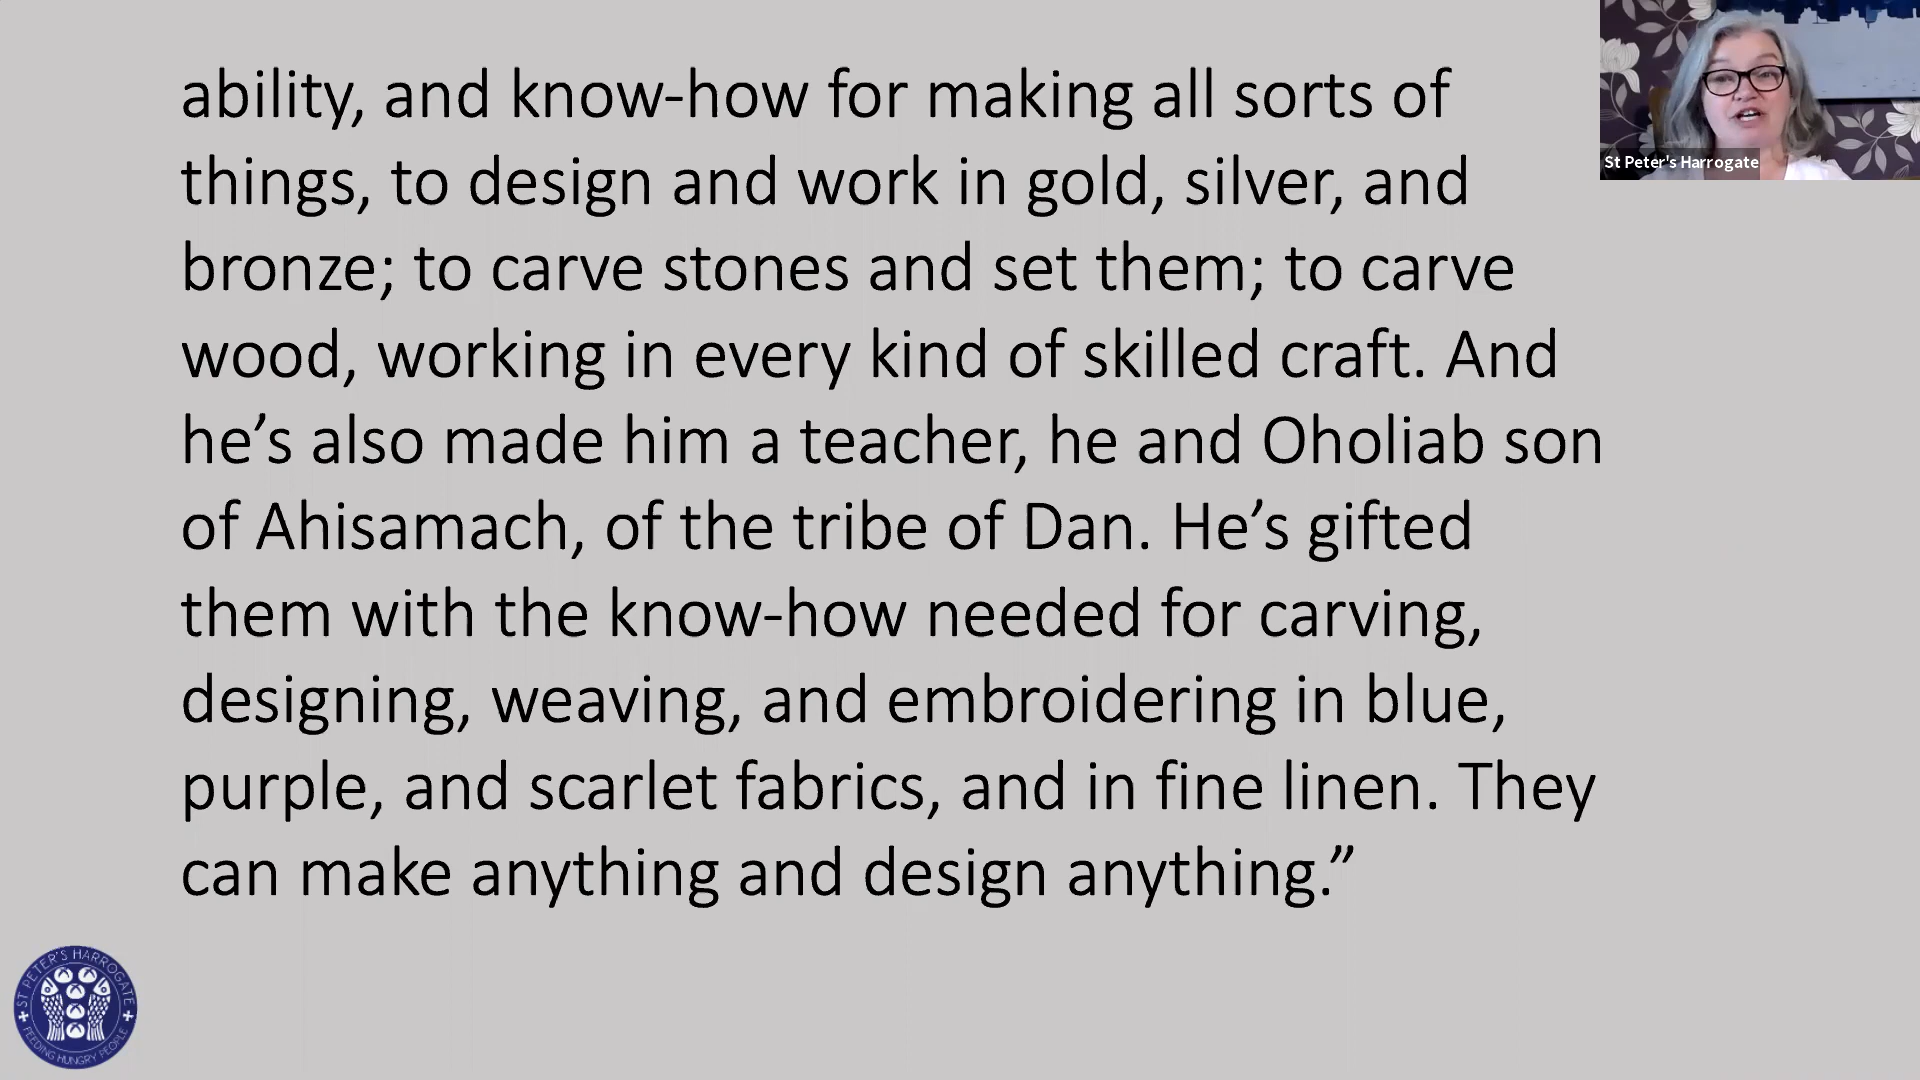 ability, and know-how for making all sorts of
things, to design and work in gold, silver, and
bronze; to carve stones and set them; to carve
wood, working in every kind of skilled craft. And
he’s also made him a teacher, he and Oholiab son
of Ahisamach, of the tribe of Dan. He’s gifted
them with the know-how needed for carving,
designing, weaving, and embroidering in blue,
purple, and scarlet fabrics, and in fine linen. They
can make anything and design anything.”
St Peter's Harrogate
ST PETER'S HARROGATE
FEEDING HUNGRY PEOPLE